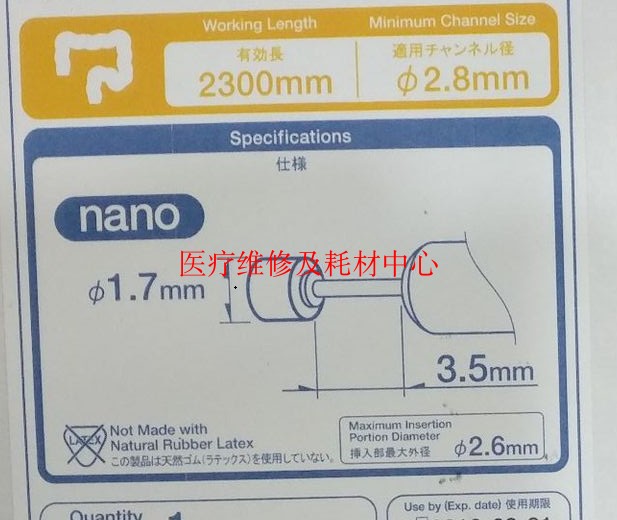 Working Length
有効長
2300mm
Minimum Channel Size
適用チャンネル径
φ2.8mm
Specifications
仕様
nano
医疗维修及耗材中心
φ1.7mm
3.5mm
LATEX
Not Made with
Natural Rubber Latex
この製品は天然ゴム(ラテックス)を使用していない。
Maximum Insertion
Portion Diameter
挿入部最大外径
φ2.6mm
Quantity
1
Use by (Exp. date) 使用期限